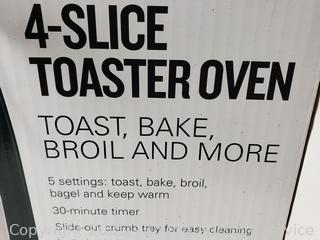 4-SLICE
TOASTER OVEN
TOAST, BAKE,
BROIL AND MORE
5 settings: toast, bake, broil,
bagel and keep warm
30-minute timer
Slide-out crumb tray for easy cleaning